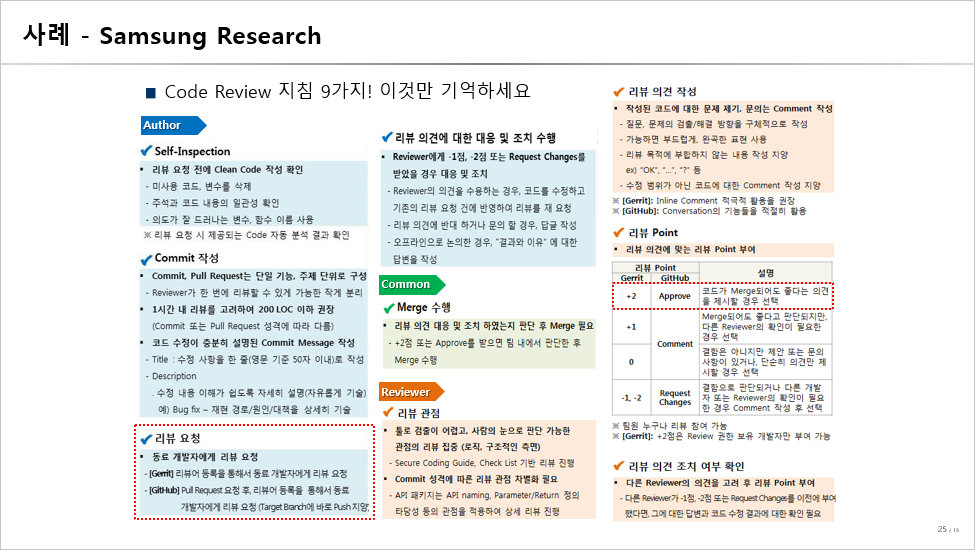 사례 - Samsung Research
■ Code Review 지침 9가지! 이것만 기억하세요
Author
✔ Self-Inspection
▪ 리뷰 요청 전에 Clean Code 작성 확인
- 미사용 코드, 변수를 삭제
- 주석과 코드 내용의 일관성 확인
- 의도가 잘 드러나는 변수, 함수 이름 사용
※ 리뷰 요청 시 제공되는 Code 자동 분석 결과 확인
✔ Commit 작성
▪ Commit, Pull Request는 단일 기능, 주제 단위로 구성
- Reviewer가 한 번에 리뷰할 수 있게 가능한 작게 분리
▪ 1시간 내 리뷰를 고려하여 200 LOC 이하 권장
(Commit 또는 Pull Request 성격에 따라 다름)
▪ 코드 수정이 충분히 설명된 Commit Message 작성
- Title : 수정 사항을 한 줄(영문 기준 50자 이내)로 작성
- Description
. 수정 내용 이해가 쉽도록 자세히 설명(자유롭게 기술)
예) Bug fix – 재현 경로/원인/대책을 상세히 기술
✔ 리뷰 요청
▪ 동료 개발자에게 리뷰 요청
- [Gerrit] 리뷰어 등록을 통해서 동료 개발자에게 리뷰 요청
- [GitHub] Pull Request 요청 후, 리뷰어 등록을 통해서 동료
개발자에게 리뷰 요청 (Target Branch에 바로 Push 지양)
✔ 리뷰 의견에 대한 대응 및 조치 수행
▪ Reviewer에게 -1점, -2점 또는 Request Changes를
받았을 경우 대응 및 조치
- Reviewer의 의견을 수용하는 경우, 코드를 수정하고
기존의 리뷰 요청 건에 반영하여 리뷰를 재 요청
- 리뷰 의견에 반대 하거나 문의 할 경우, 답글 작성
- 오프라인으로 논의한 경우, "결과와 이유" 에 대한
답변을 작성
Common
✔ Merge 수행
▪ 리뷰 의견 대응 및 조치 하였는지 판단 후 Merge 필요
- +2점 또는 Approve를 받으면 팀 내에서 판단한 후
Merge 수행
Reviewer
✔ 리뷰 관점
▪ 툴로 검출이 어렵고, 사람의 눈으로 판단 가능한
관점의 리뷰 집중 (로직, 구조적인 측면)
- Secure Coding Guide, Check List 기반 리뷰 진행
▪ Commit 성격에 따른 리뷰 관점 차별화 필요
- API 패키지는 API naming, Parameter/Return 정의
타당성 등의 관점을 적용하여 상세 리뷰 진행
✔ 리뷰 의견 작성
▪ 작성된 코드에 대한 문제 제기, 문의는 Comment 작성
- 질문, 문제의 검출/해결 방향을 구체적으로 작성
- 가능하면 부드럽게, 완곡한 표현 사용
- 리뷰 목적에 부합하지 않는 내용 작성 지양
ex) "OK", "...", "?" 등
- 수정 범위가 아닌 코드에 대한 Comment 작성 지양
※ [Gerrit]: Inline Comment 적극적 활용을 권장
※ [GitHub]: Conversation의 기능들을 적절히 활용
✔ 리뷰 Point
▪ 리뷰 의견에 맞는 리뷰 Point 부여
리뷰 Point 설명
Gerrit GitHub
+2 Approve 코드가 Merge되어도 좋다는 의견
을 제시할 경우 선택
+1 Comment Merge되어도 좋다고 판단되지만,
다른 Reviewer의 확인이 필요한
경우 선택
0 결함은 아니지만 제안 또는 문의
사항이 있거나, 단순히 의견만 제
시할 경우 선택
-1, -2 Request Changes 결함으로 판단되거나 다른 개발
자 또는 Reviewer의 확인이 필요
한 경우 Comment 작성 후 선택
※ 팀원 누구나 리뷰 참여 가능
※ [Gerrit]: +2점은 Review 권한 보유 개발자만 부여 가능
✔ 리뷰 의견 조치 여부 확인
▪ 다른 Reviewer의 의견을 고려 후 리뷰 Point 부여
- 다른 Reviewer가 -1점, -2점 또는 Request Changes를 이전에 부여
했다면, 그에 대한 답변과 코드 수정 결과에 대한 확인 필요
25 / 13